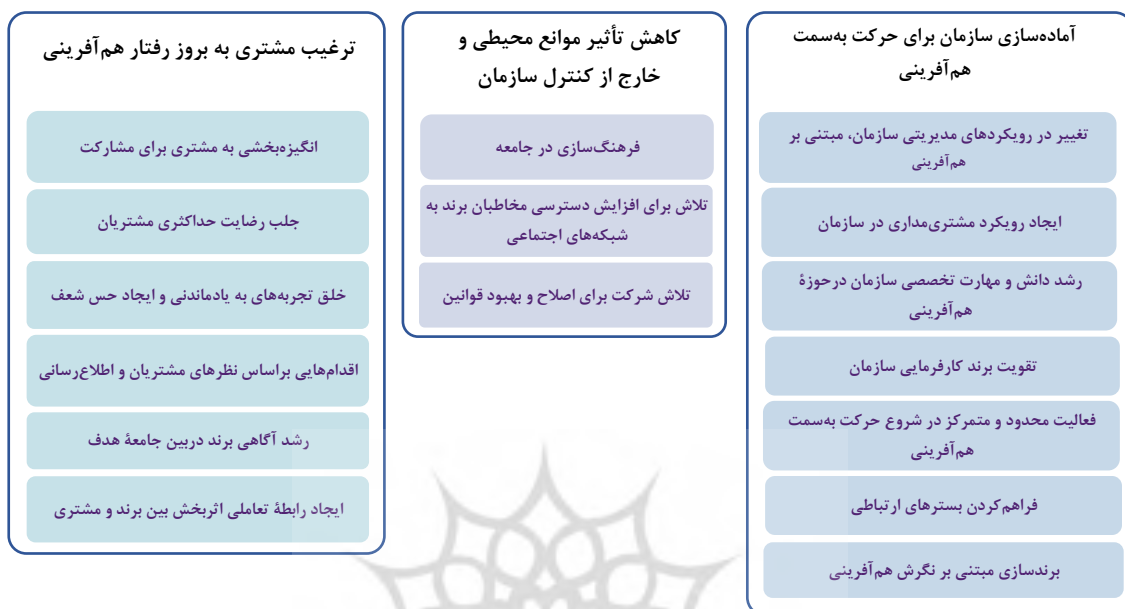 آماده‌سازی سازمان برای حرکت به‌سمت
هم‌آفرینی
تغییر در رویکردهای مدیریتی سازمان، مبتنی بر
هم‌آفرینی
ایجاد رویکرد مشتری‌مداری در سازمان
رشد دانش و مهارت تخصصی سازمان درحوزۀ
هم‌آفرینی
تقویت برند کارفرمایی سازمان
فعالیت محدود و متمرکز در شروع حرکت به‌سمت
هم‌آفرینی
فراهم‌کردن بسترهای ارتباطی
برندسازی مبتنی بر نگرش هم‌آفرینی
کاهش تأثیر موانع محیطی و
خارج از کنترل سازمان
فرهنگ‌سازی در جامعه
تلاش برای افزایش دسترسی مخاطبان برند به
شبکه‌های اجتماعی
تلاش شرکت برای اصلاح و بهبود قوانین
ترغیب مشتری به بروز رفتار هم‌آفرینی
انگیزه‌بخشی به مشتری برای مشارکت
جلب رضایت حداکثری مشتریان
خلق تجربه‌های به یادماندنی و ایجاد حس شعف
اقدام‌هایی براساس نظرهای مشتریان و اطلاع‌رسانی
رشد آگاهی برند دربین جامعۀ هدف
ایجاد رابطۀ تعاملی اثربخش بین برند و مشتری